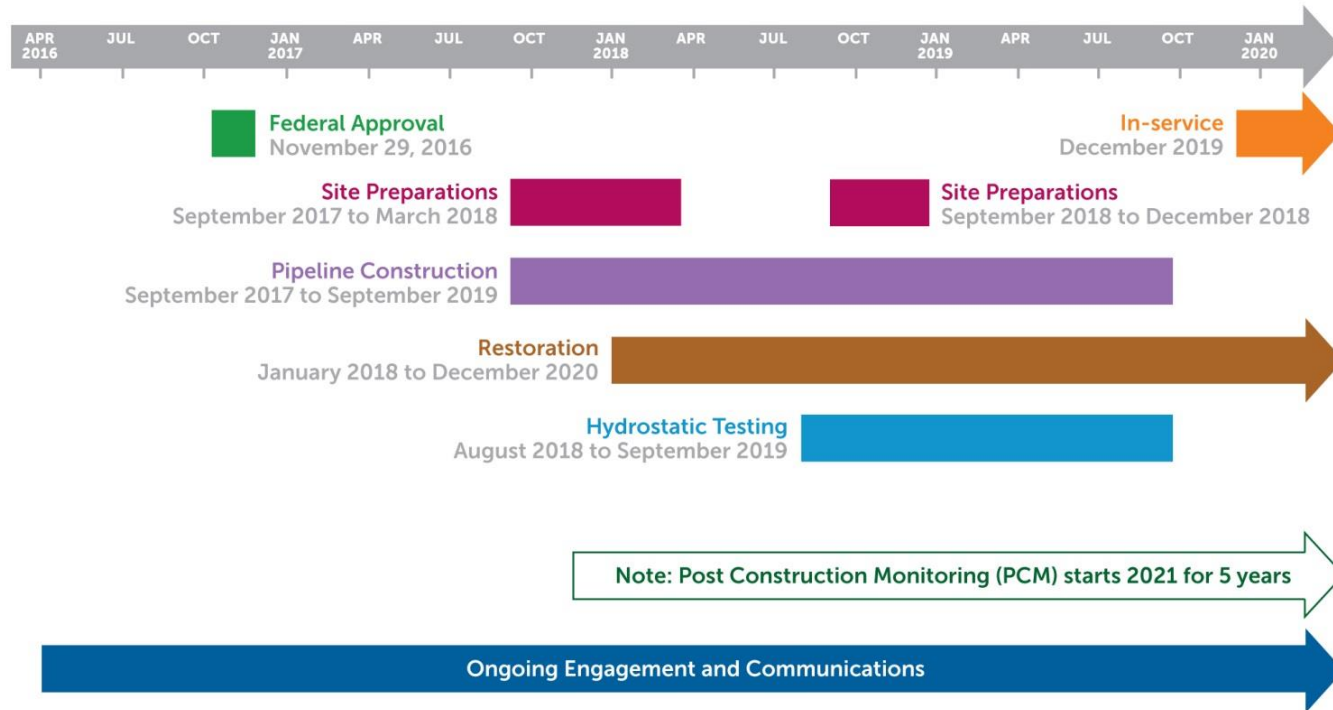 APR JUL OCT JAN APR JUL OCT JAN APR JUL OCT JAN APR JUL OCT JAN
2016 2017 2018 2019 2020
Federal Approval
November 29, 2016
In-service
December 2019
Site Preparations
September 2017 to March 2018
Site Preparations
September 2018 to December 2018
Pipeline Construction
September 2017 to September 2019
Restoration
January 2018 to December 2020
Hydrostatic Testing
August 2018 to September 2019
Note: Post Construction Monitoring (PCM) starts 2021 for 5 years
Ongoing Engagement and Communications